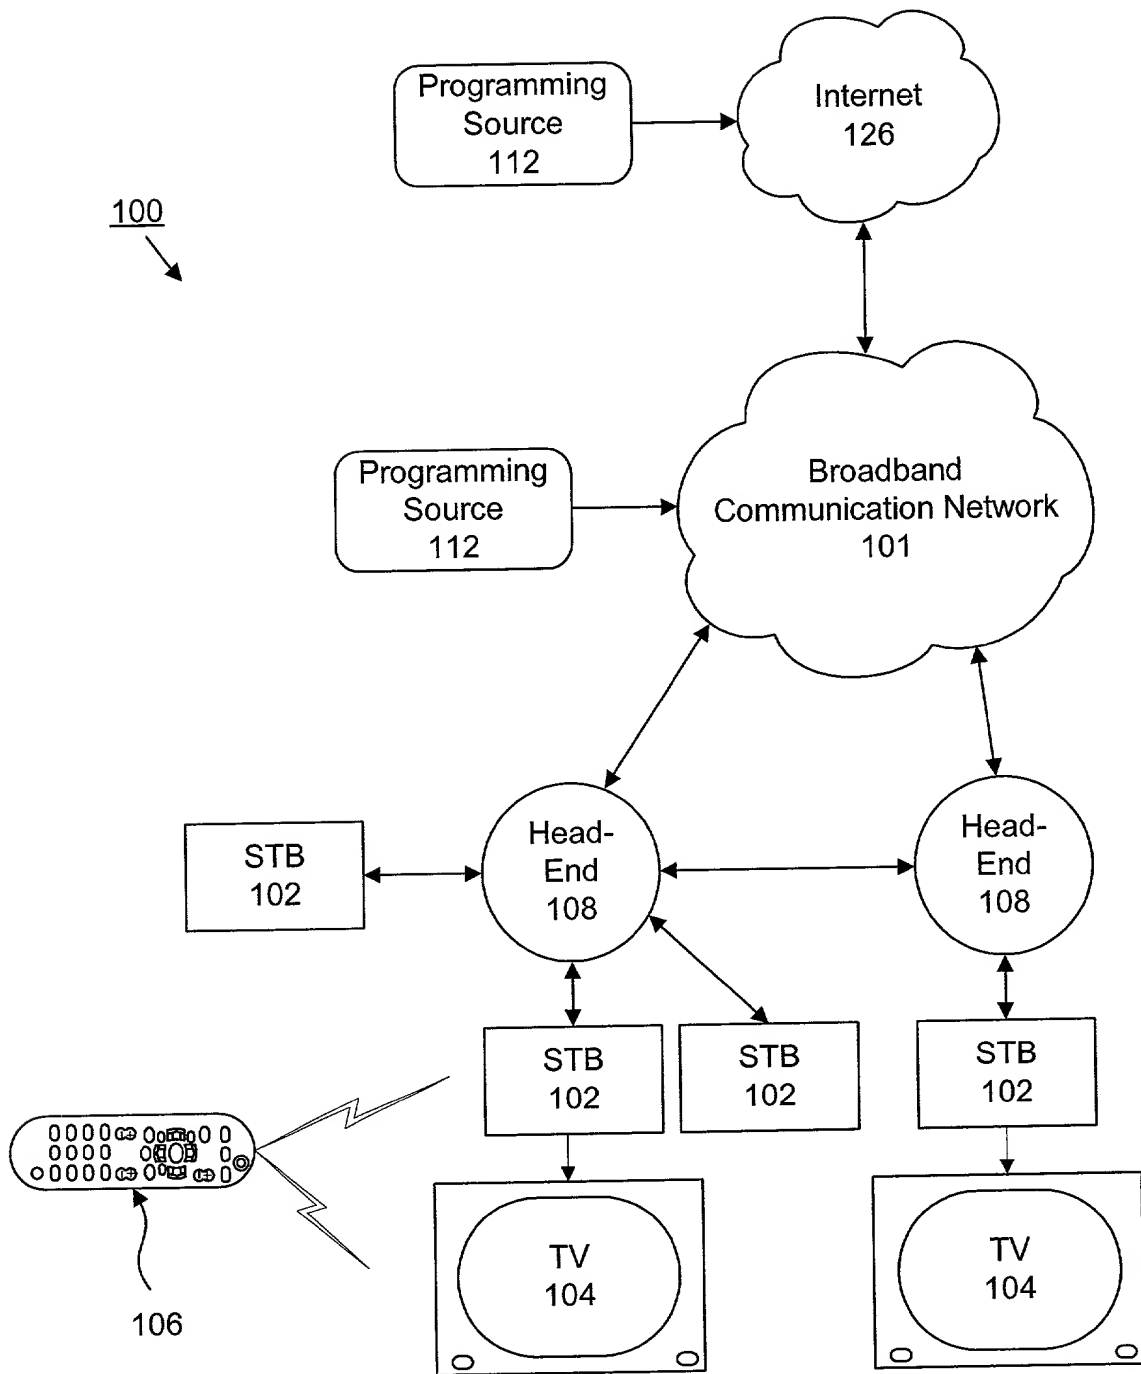 Programming
Source
112
Internet
126
100
Programming
Source
112
Broadband
Communication Network
101
STB
102
Head-
End
108
Head-
End
108
STB
102
STB
102
STB
102
106
TV
104
TV
104